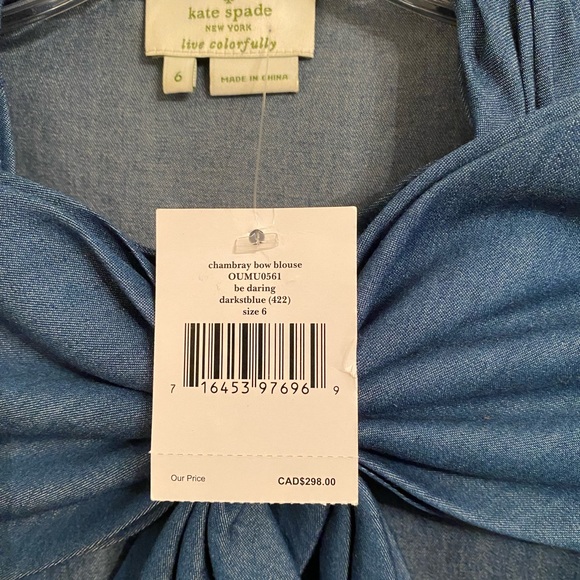 kate spade
NEW YORK
live colorfully
6
MADE IN CHINA
chambray bow blouse
OUMU0561
be daring
darkstblue (422)
size 6
7 16453 97696 9
Our Price CAD$298.00